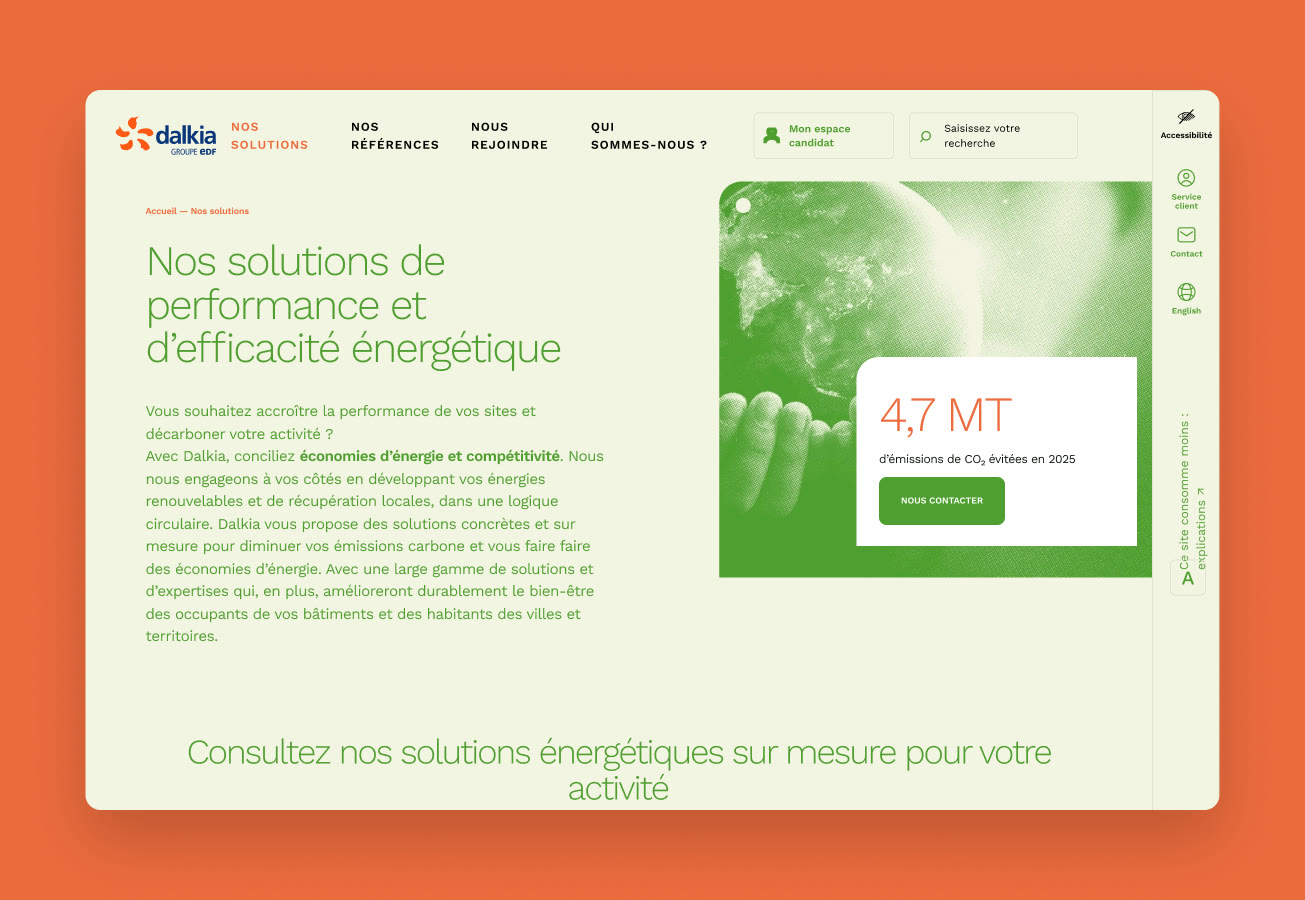 dalkia
GROUPE eDF
NOS
SOLUTIONS
NOS
RÉFÉRENCES
NOUS
REJOINDRE
QUI
SOMMES-NOUS ?
Mon espace
candidat
Saisissez votre
recherche
Accessibilité
Service
client
Contact
English
Ce site consomme moins :
explications ↗
A
Accueil — Nos solutions
Nos solutions de
performance et
d’efficacité énergétique
Vous souhaitez accroître la performance de vos sites et
décarboner votre activité ?
Avec Dalkia, conciliez économies d’énergie et compétitivité. Nous
nous engageons à vos côtés en développant vos énergies
renouvelables et de récupération locales, dans une logique
circulaire. Dalkia vous propose des solutions concrètes et sur
mesure pour diminuer vos émissions carbone et vous faire faire
des économies d’énergie. Avec une large gamme de solutions et
d’expertises qui, en plus, amélioreront durablement le bien-être
des occupants de vos bâtiments et des habitants des villes et
territoires.
4,7 MT
d’émissions de CO₂ évitées en 2025
NOUS CONTACTER
Consultez nos solutions énergétiques sur mesure pour votre
activité